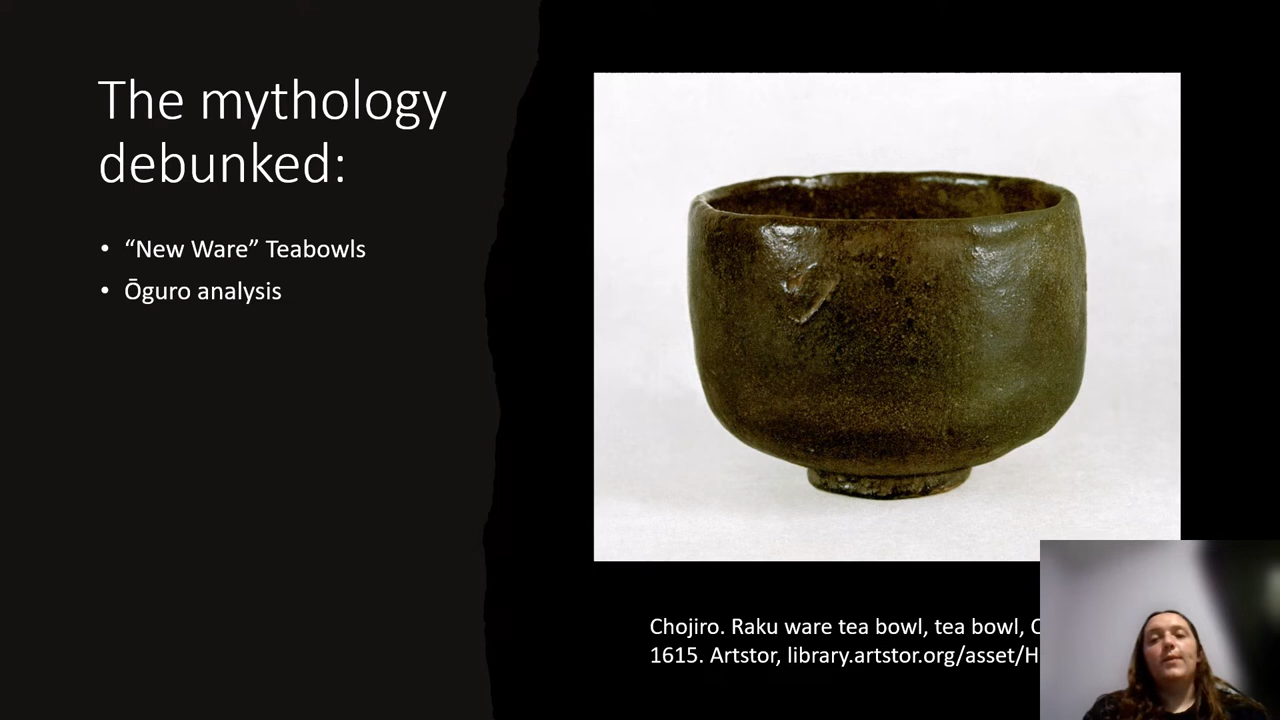 The mythology
debunked:
• “New Ware” Teabowls
• Ōguro analysis
Chojiro. Raku ware tea bowl, tea bowl,
1615. Artstor, library.artstor.org/asset/H